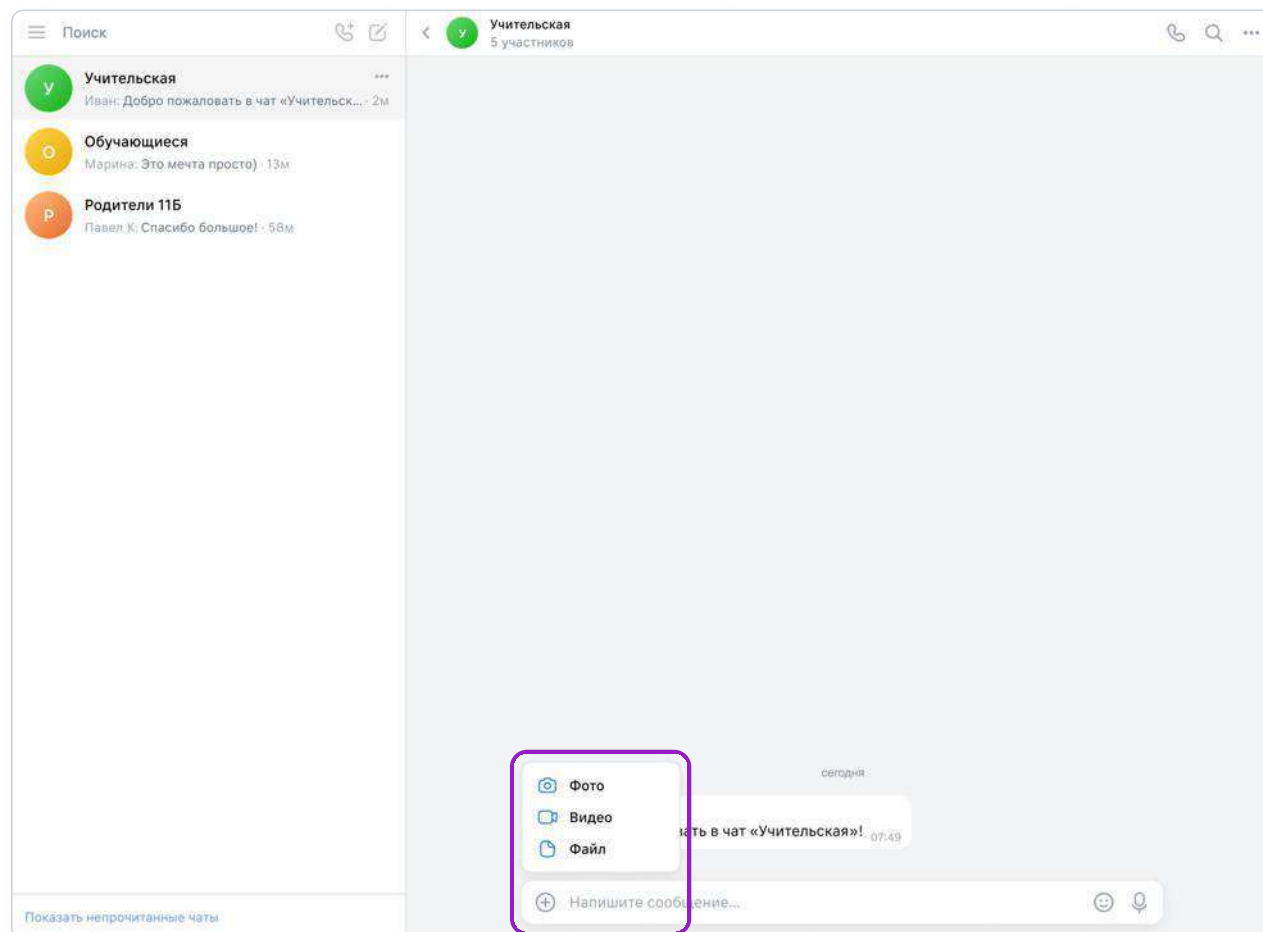 Поиск
У
Учительская
Иван: Добро пожаловать в чат «Учительск... · 2м
О
Обучающиеся
Марина: Это мечта просто) · 13м
Р
Родители 11Б
Павел К: Спасибо большое! · 58м
Показать непрочитанные чаты
У
Учительская
5 участников
сегодня
Фото
Видео
Файл
ать в чат «Учительская»! 07:49
Напишите сообщение...